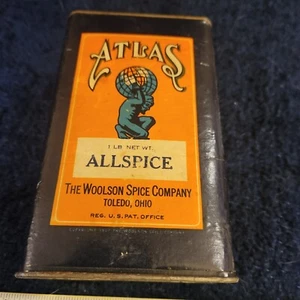 ATLAS
1 LB NET WT.
ALLSPICE
THE WOOLSON SPICE COMPANY
TOLEDO, OHIO
REG. U.S. PAT. OFFICE